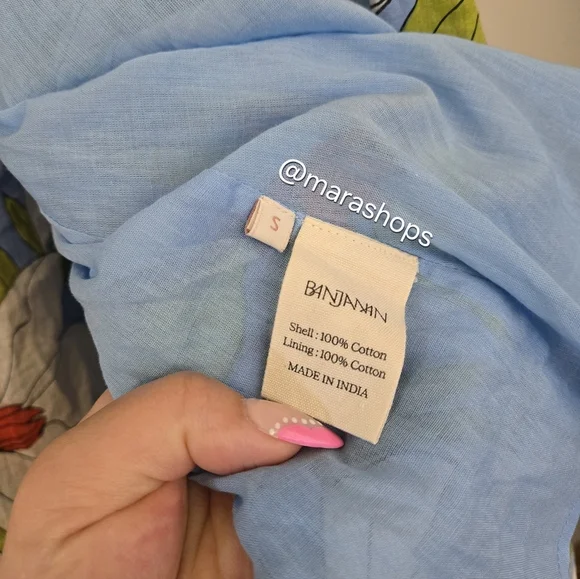 @marashops
S
BANJANAN
Shell : 100% Cotton
Lining : 100% Cotton
MADE IN INDIA